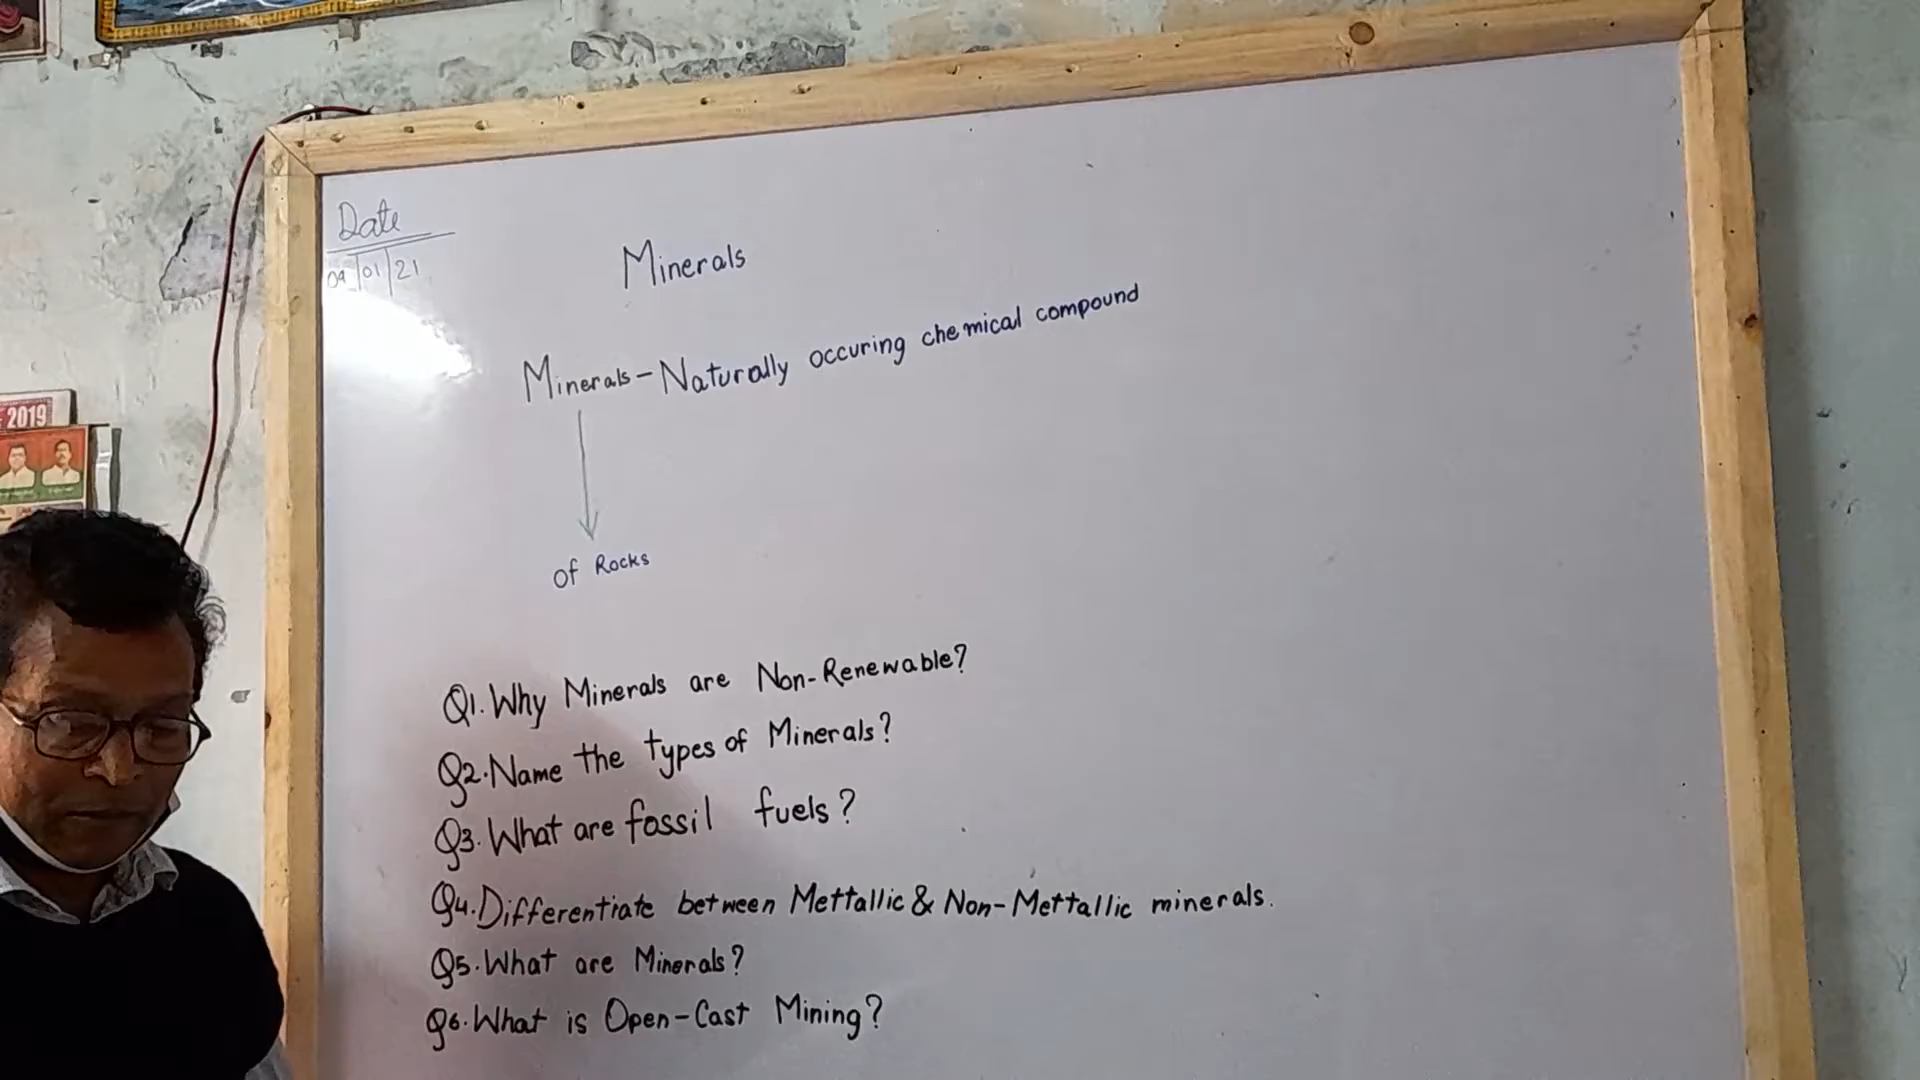 Date
09/01/21
Minerals
Minerals - Naturally occuring chemical compound
of Rocks
Q1. Why Minerals are Non-Renewable?
Q2. Name the types of Minerals?
Q3. What are fossil fuels?
Q4. Differentiate between Mettallic & Non-Mettallic minerals.
Q5. What are Minerals?
Q6. What is Open-Cast Mining?
2019